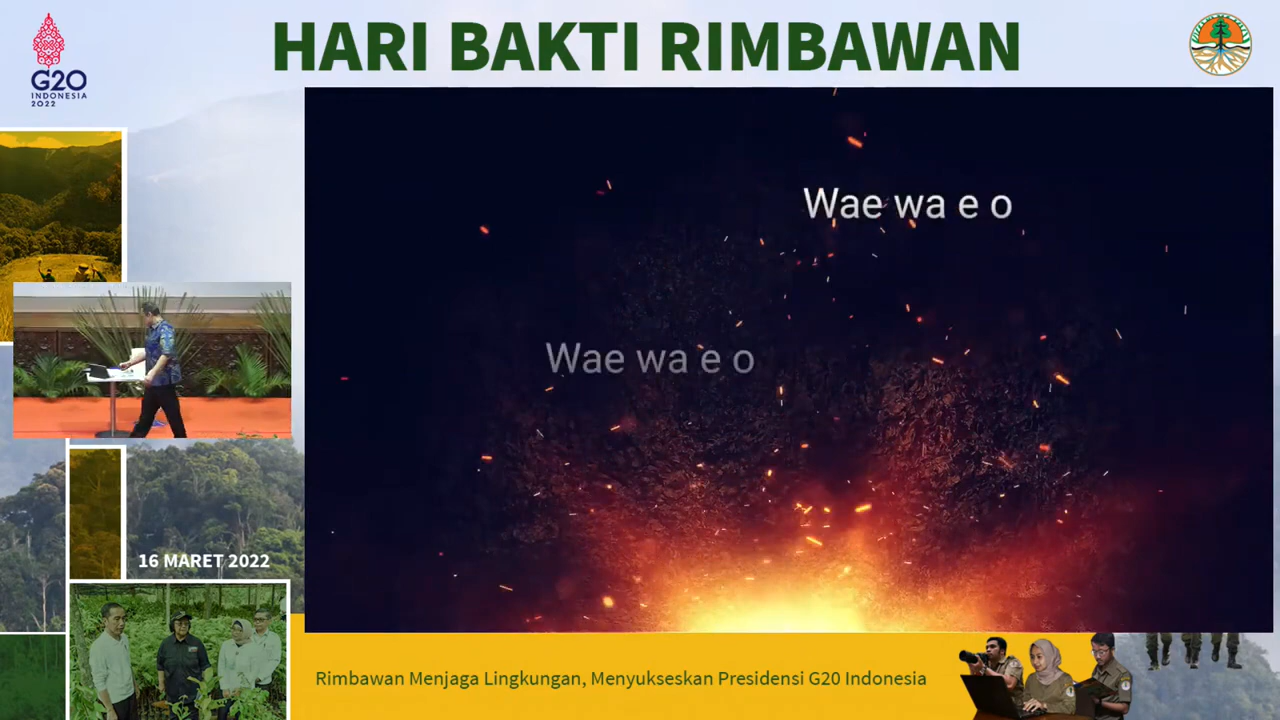 HARI BAKTI RIMBAWAN
G20
INDONESIA
2022
Wae wa e o
Wae wa e o
16 MARET 2022
Rimbawan Menjaga Lingkungan, Menyukseskan Presidensi G20 Indonesia